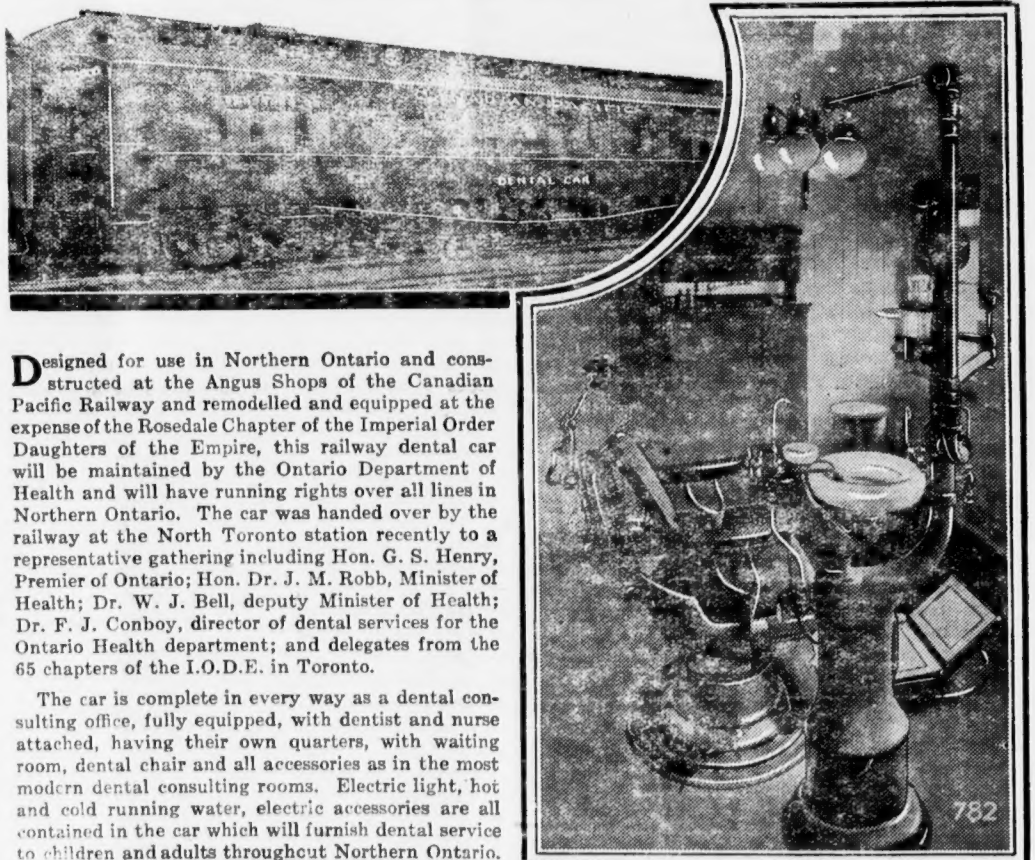 CANADIAN PACIFIC
DENTAL CAR
Designed for use in Northern Ontario and cons-
structed at the Angus Shops of the Canadian
Pacific Railway and remodelled and equipped at the
expense of the Rosedale Chapter of the Imperial Order
Daughters of the Empire, this railway dental car
will be maintained by the Ontario Department of
Health and will have running rights over all lines in
Northern Ontario. The car was handed over by the
railway at the North Toronto station recently to a
representative gathering including Hon. G. S. Henry,
Premier of Ontario; Hon. Dr. J. M. Robb, Minister of
Health; Dr. W. J. Bell, deputy Minister of Health;
Dr. F. J. Conboy, director of dental services for the
Ontario Health department; and delegates from the
65 chapters of the I.O.D.E. in Toronto.
The car is complete in every way as a dental con-
sulting office, fully equipped, with dentist and nurse
attached, having their own quarters, with waiting
room, dental chair and all accessories as in the most
modern dental consulting rooms. Electric light, hot
and cold running water, electric accessories are all
contained in the car which will furnish dental service
to children and adults throughout Northern Ontario.
782